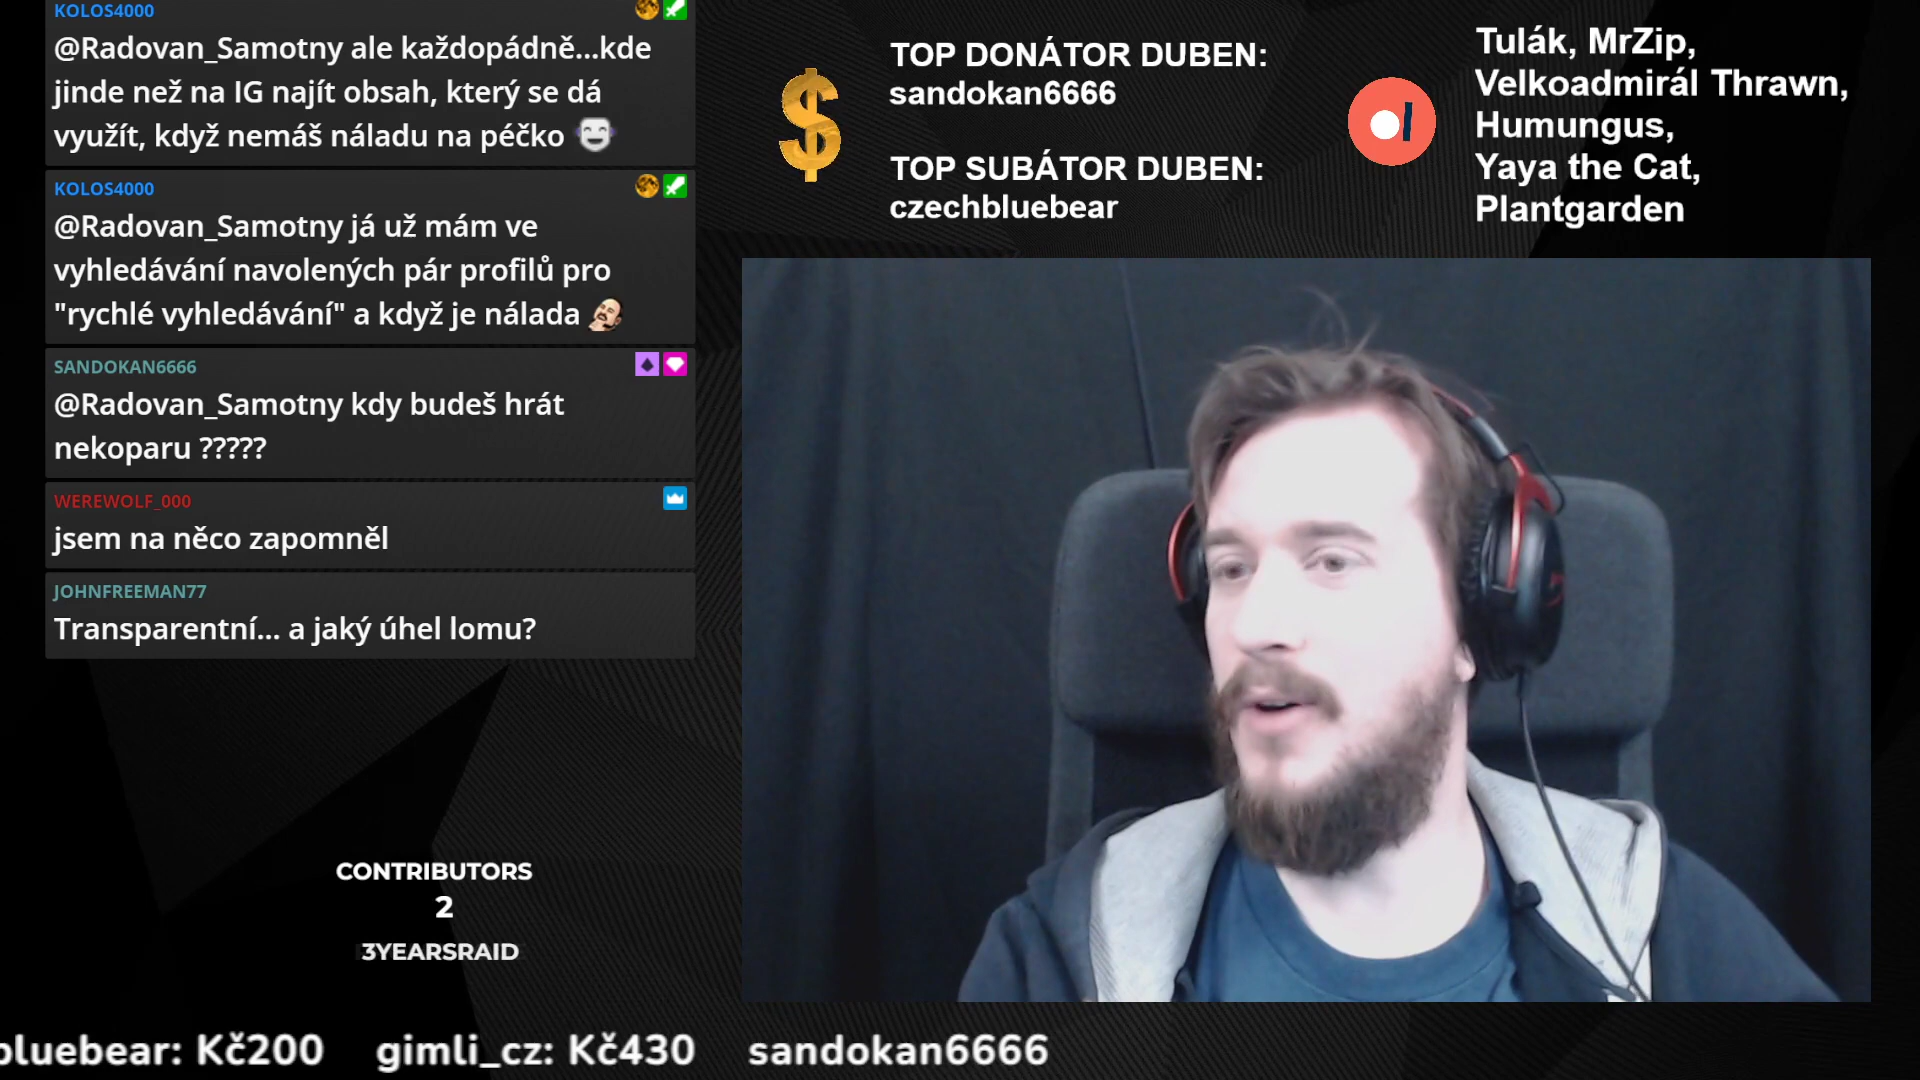 KOLOS4000
@Radovan_Samotny ale každopádně...kde
jinde než na IG najít obsah, který se dá
využít, když nemáš náladu na péčko
KOLOS4000
@Radovan_Samotny já už mám ve
vyhledávání navolených pár profilů pro
"rychlé vyhledávání" a když je nálada
SANDOKAN6666
@Radovan_Samotny kdy budeš hrát
nekoparu ?????
WEREWOLF_000
jsem na něco zapomněl
JOHNFREEMAN77
Transparentní... a jaký úhel lomu?
TOP DONÁTOR DUBEN:
sandokan6666
TOP SUBÁTOR DUBEN:
czechbluebear
Tulák, MrZip,
Velkoadmirál Thrawn,
Humungus,
Yaya the Cat,
Plantgarden
CONTRIBUTORS
2
3YEARSRAID
bluebear: Kč200 gimli_cz: Kč430 sandokan6666